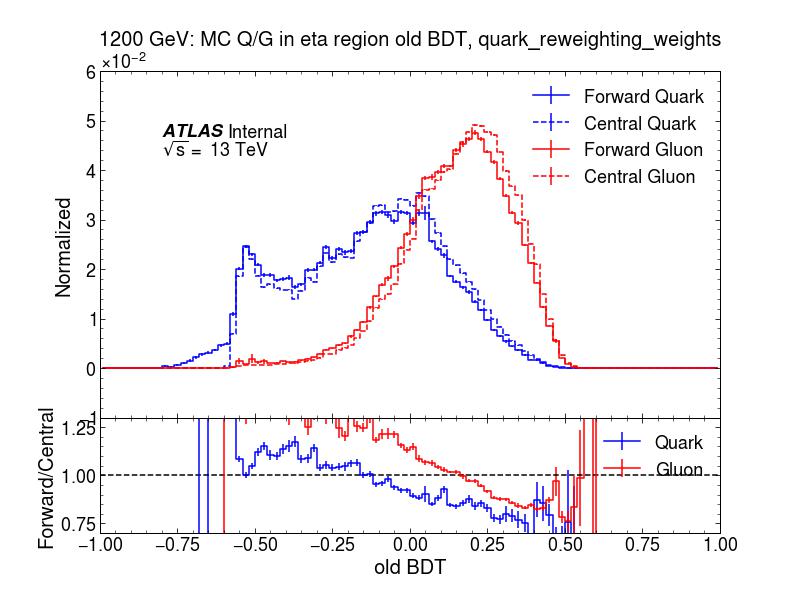 1200 GeV: MC Q/G in eta region old BDT, quark_reweighting_weights
×10⁻²
6
5
4
3
2
1
0
−1
Normalized
ATLAS Internal
√s = 13 TeV
Forward Quark
Central Quark
Forward Gluon
Central Gluon
1.25
1.00
0.75
Forward/Central
Quark
Gluon
−1.00 −0.75 −0.50 −0.25 0.00 0.25 0.50 0.75 1.00
old BDT